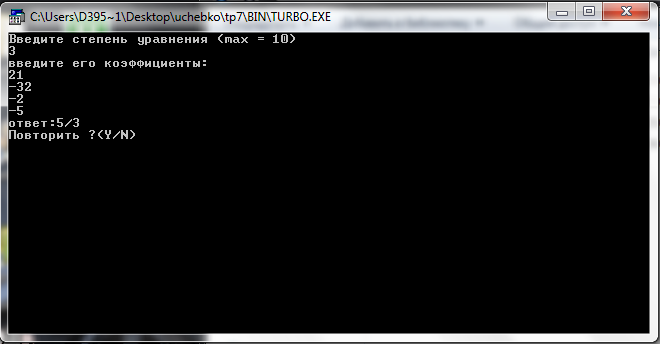 C:\Users\D395~1\Desktop\uchebko\tp7\BIN\TURBO.EXE
Введите степень уравнения (max = 10)
3
введите его коэффициенты:
21
-32
-2
-5
ответ:5/3
Повторить ?(Y/N)